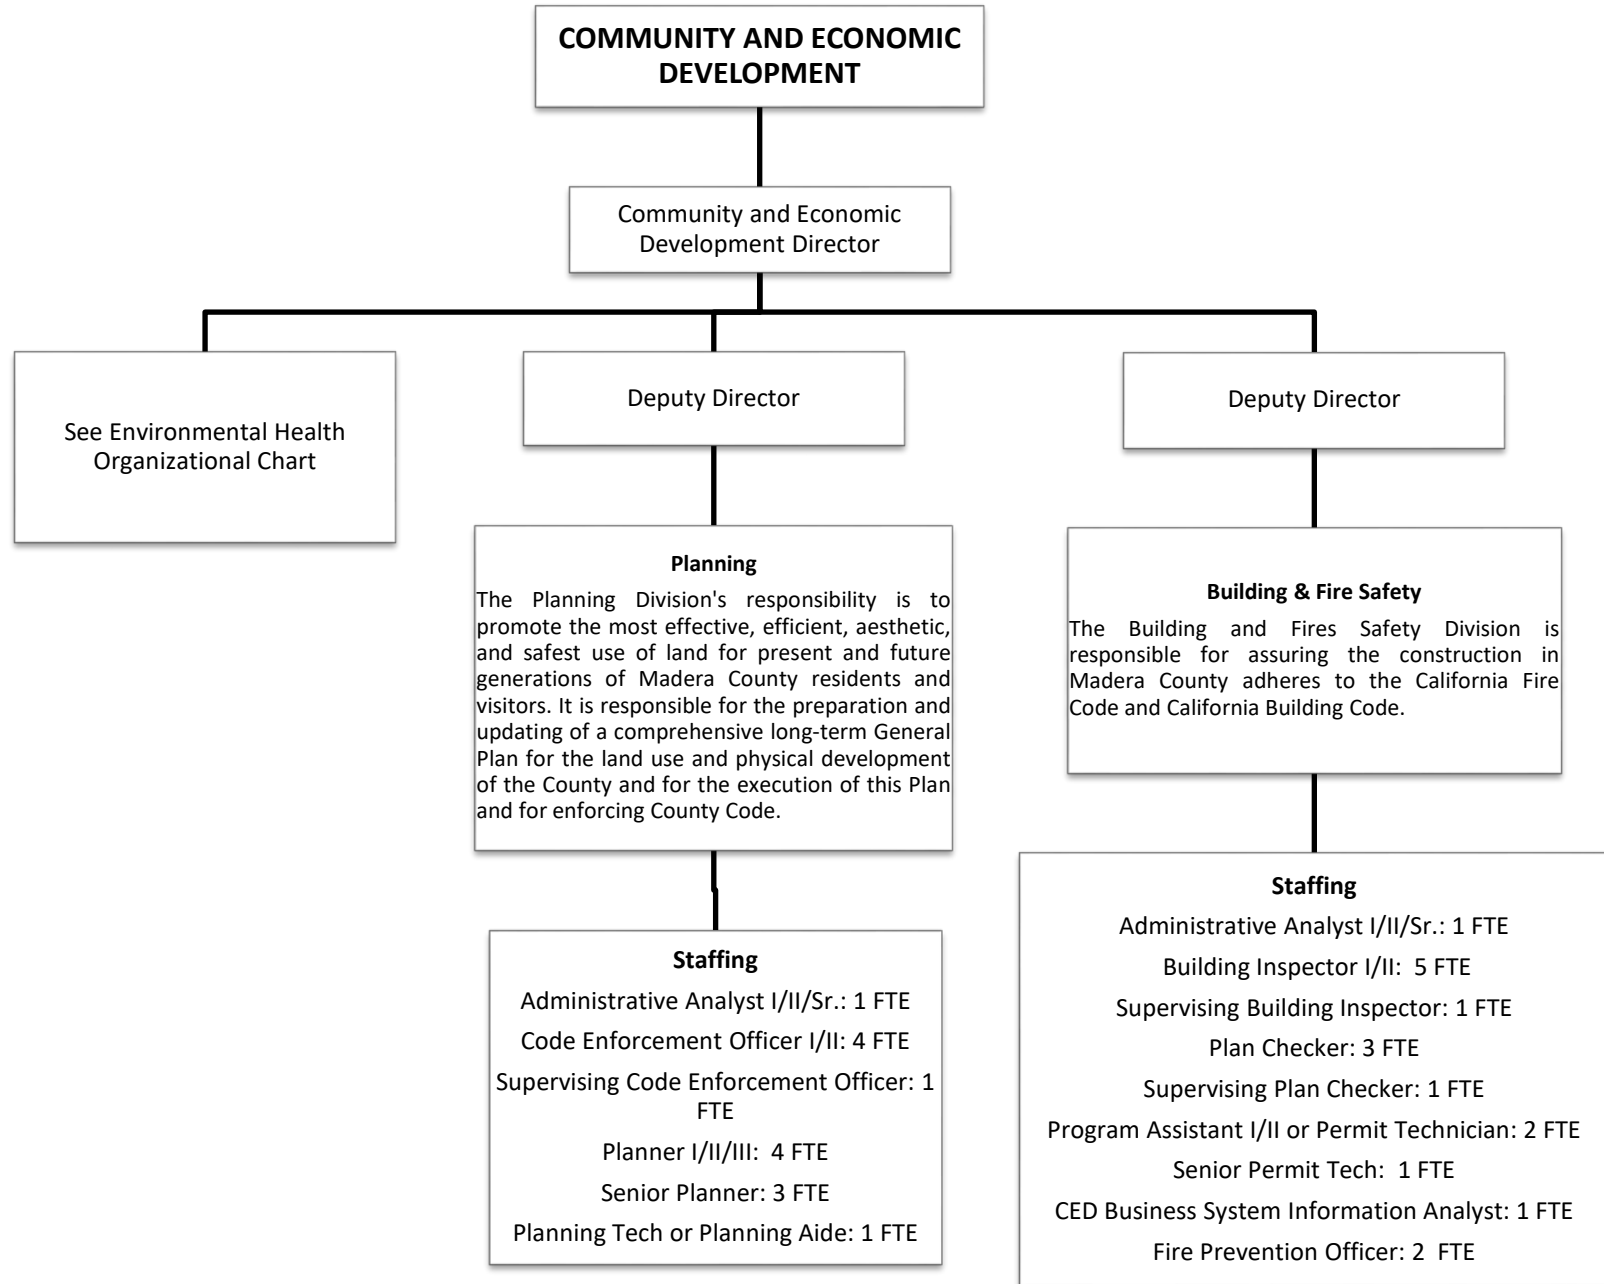 COMMUNITY AND ECONOMIC
DEVELOPMENT
Community and Economic
Development Director
See Environmental Health
Organizational Chart
Deputy Director
Planning
The Planning Division's responsibility is to
promote the most effective, efficient, aesthetic,
and safest use of land for present and future
generations of Madera County residents and
visitors. It is responsible for the preparation and
updating of a comprehensive long-term General
Plan for the land use and physical development
of the County and for the execution of this Plan
and for enforcing County Code.
Staffing
Administrative Analyst I/II/Sr.: 1 FTE
Code Enforcement Officer I/II: 4 FTE
Supervising Code Enforcement Officer: 1
FTE
Planner I/II/III: 4 FTE
Senior Planner: 3 FTE
Planning Tech or Planning Aide: 1 FTE
Deputy Director
Building & Fire Safety
The Building and Fires Safety Division is
responsible for assuring the construction in
Madera County adheres to the California Fire
Code and California Building Code.
Staffing
Administrative Analyst I/II/Sr.: 1 FTE
Building Inspector I/II: 5 FTE
Supervising Building Inspector: 1 FTE
Plan Checker: 3 FTE
Supervising Plan Checker: 1 FTE
Program Assistant I/II or Permit Technician: 2 FTE
Senior Permit Tech: 1 FTE
CED Business System Information Analyst: 1 FTE
Fire Prevention Officer: 2 FTE